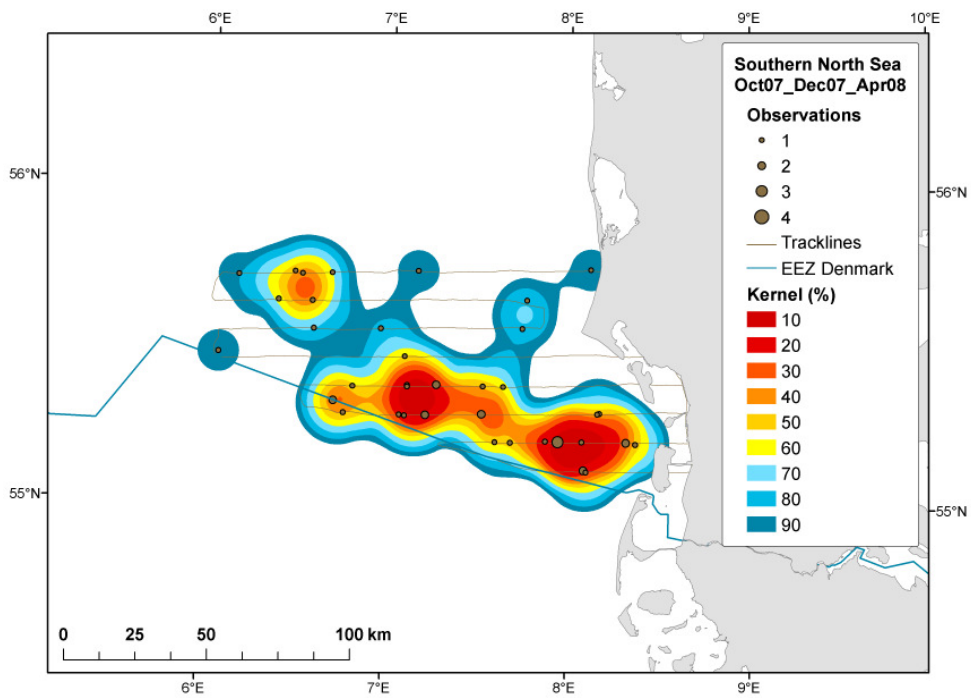 6°E 7°E 8°E 9°E 10°E
Southern North Sea
Oct07_Dec07_Apr08
Observations
1
2
3
4
Tracklines
EEZ Denmark
Kernel (%)
10
20
30
40
50
60
70
80
90
56°N
56°N
55°N
55°N
0 25 50 100 km
6°E 7°E 8°E 9°E